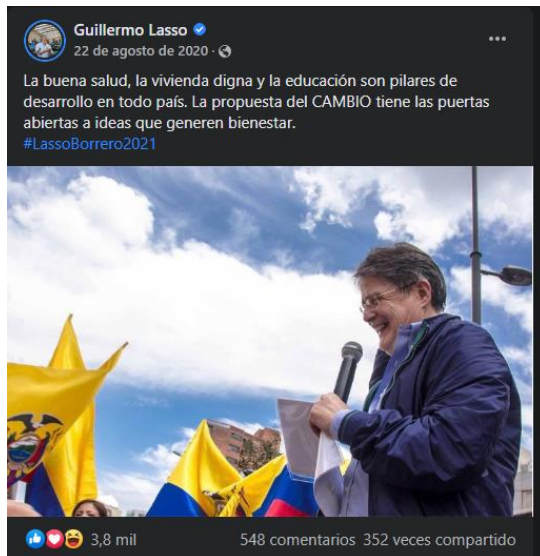 Guillermo Lasso
22 de agosto de 2020 ·
La buena salud, la vivienda digna y la educación son pilares de
desarrollo en todo país. La propuesta del CAMBIO tiene las puertas
abiertas a ideas que generen bienestar.
#LassoBorrero2021
3,8 mil
548 comentarios 352 veces compartido